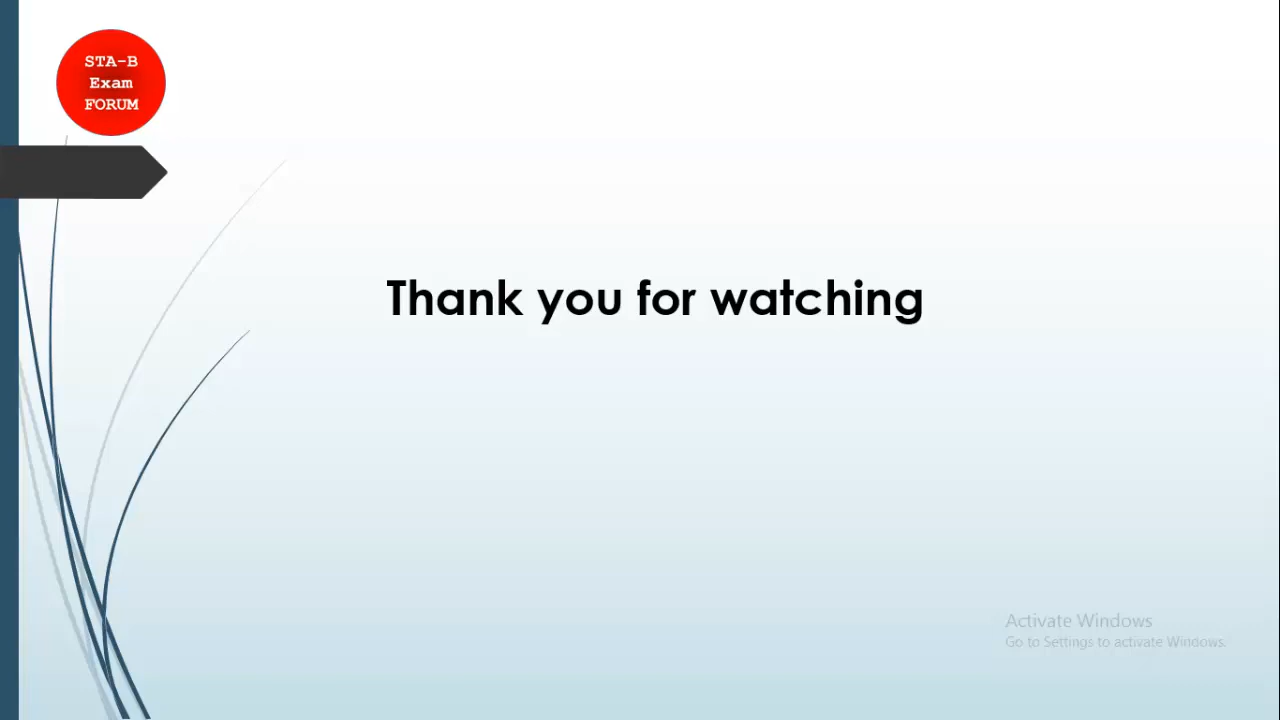 STA-B
Exam
FORUM
Thank you for watching
Activate Windows
Go to Settings to activate Windows.